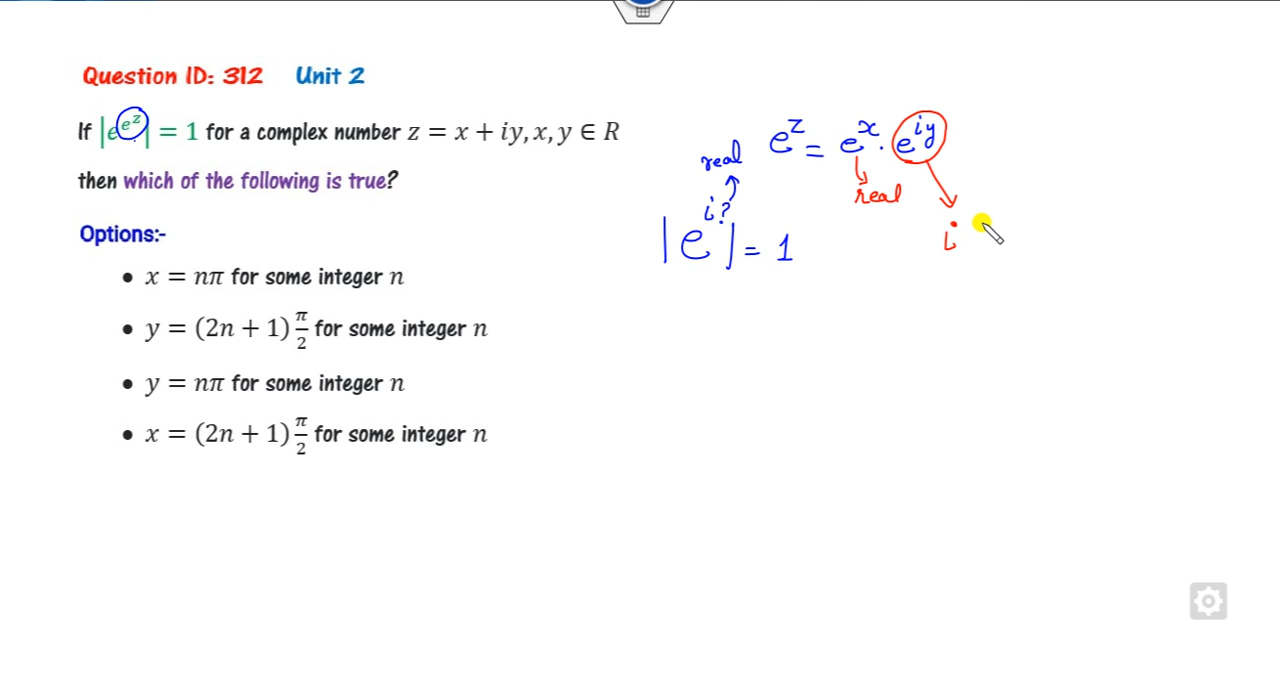 Question ID: 312 Unit 2
If |e^{e^z}| = 1 for a complex number z = x + iy, x, y ∈ R
then which of the following is true?
Options:-
• x = nπ for some integer n
• y = (2n + 1) π/2 for some integer n
• y = nπ for some integer n
• x = (2n + 1) π/2 for some integer n
e^z = e^x . e^{iy}
real
real
i
|e^{i?}| = 1